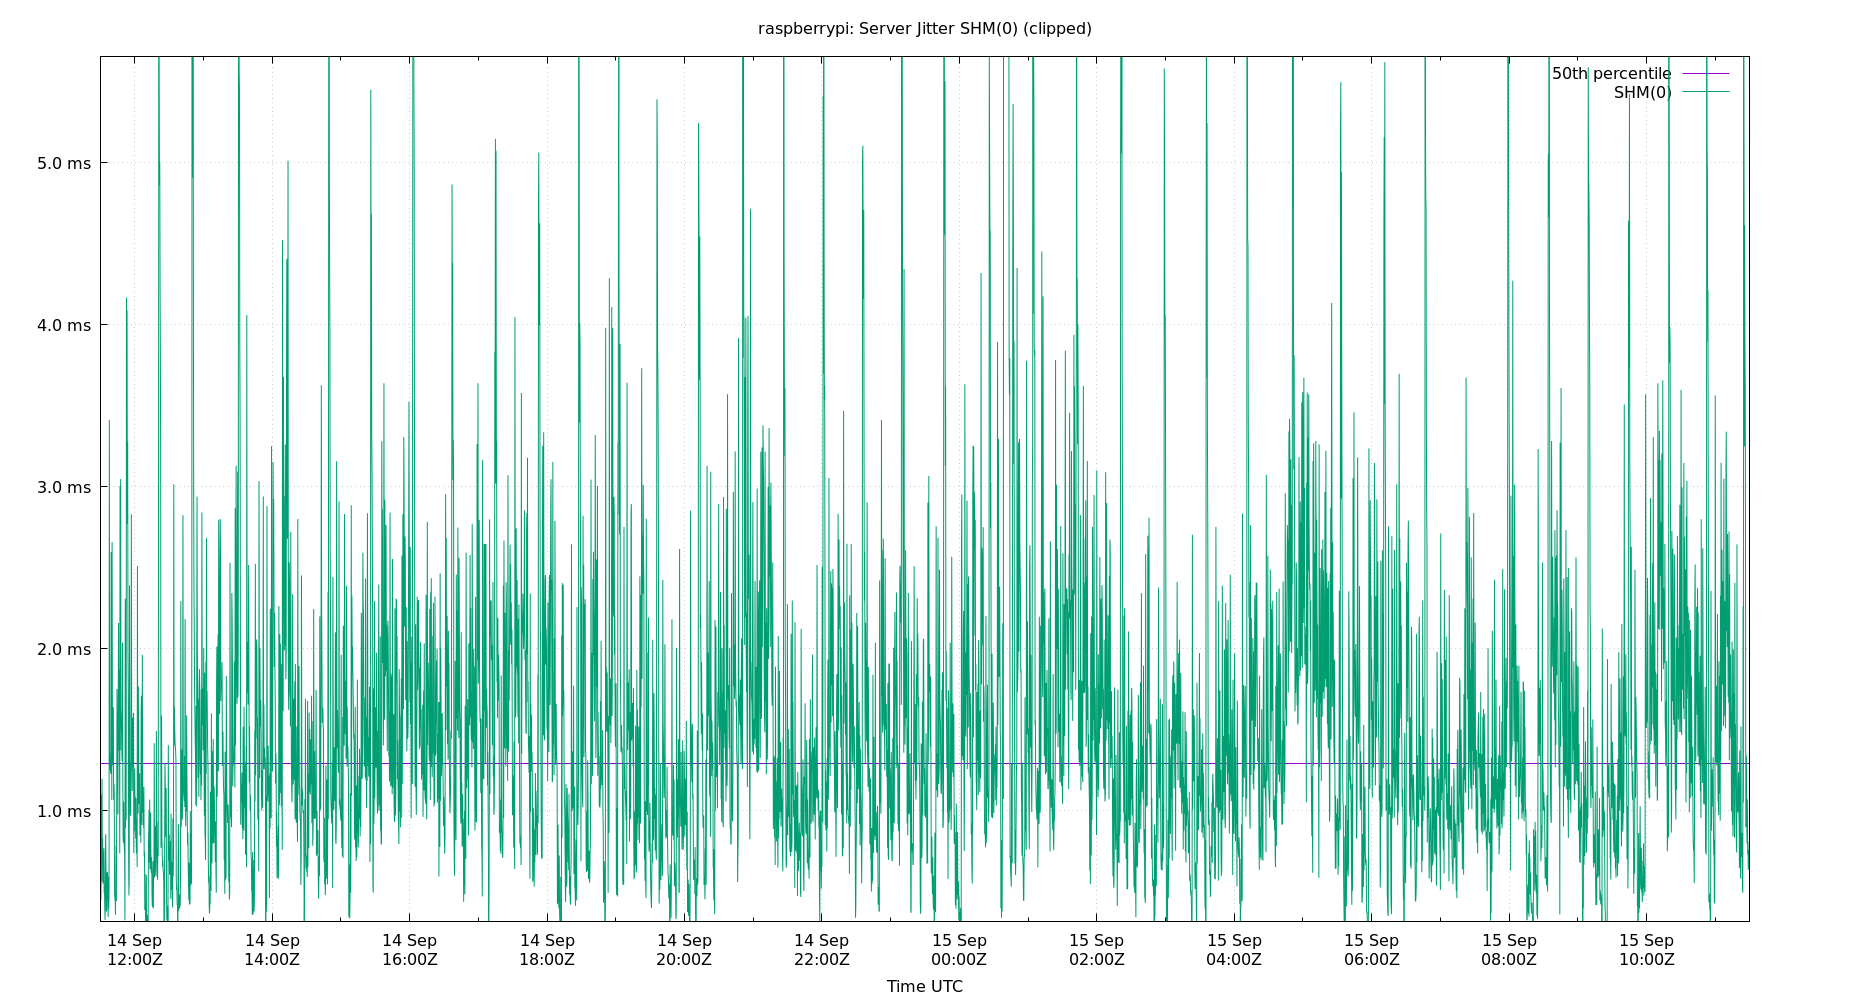 raspberrypi: Server Jitter SHM(0) (clipped)
50th percentile
SHM(0)
5.0 ms
4.0 ms
3.0 ms
2.0 ms
1.0 ms
14 Sep 14 Sep 14 Sep 14 Sep 14 Sep 14 Sep 15 Sep 15 Sep 15 Sep 15 Sep 15 Sep 15 Sep
12:00Z 14:00Z 16:00Z 18:00Z 20:00Z 22:00Z 00:00Z 02:00Z 04:00Z 06:00Z 08:00Z 10:00Z
Time UTC